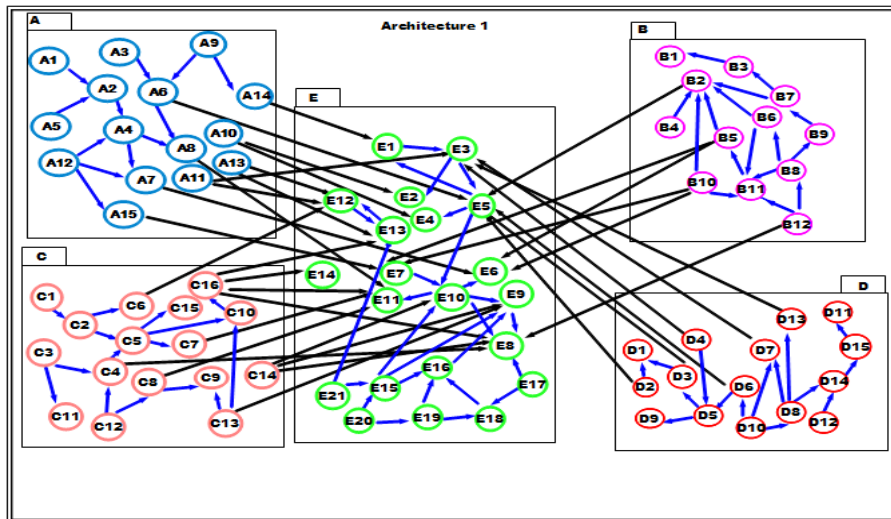 Architecture 1
A
A1
A3
A9
A2
A6
A14
A5
A4
A10
A8
A12
A13
A7
A11
A15
B
B1
B3
B2
B7
B6
B4
B5
B9
B8
B10
B11
B12
E
E1
E3
E2
E12
E4
E5
E13
E14
E7
E6
E11
E10
E9
E8
E16
E21
E15
E17
E20
E19
E18
C
C1
C6
C15
C16
C2
C10
C5
C7
C3
C4
C8
C9
C14
C11
C12
C13
D
D13
D11
D4
D1
D7
D15
D3
D2
D6
D14
D9
D5
D8
D10
D12